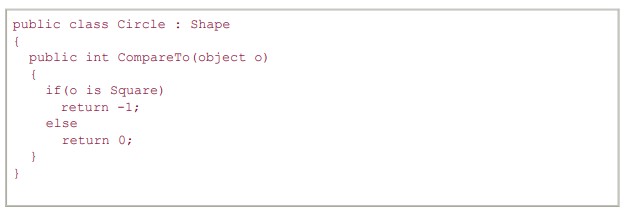 public class Circle : Shape
{
  public int CompareTo(object o)
  {
    if(o is Square)
      return -1;
    else
      return 0;
  }
}